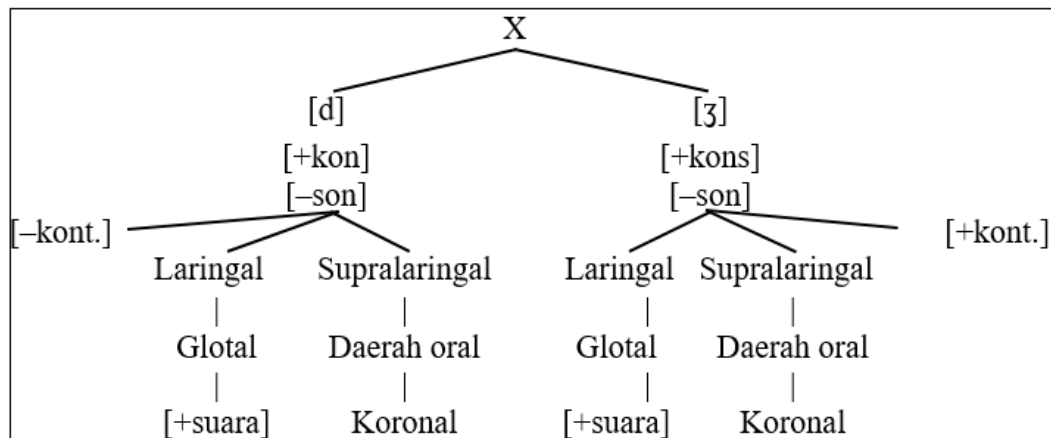 X
[d] [ʒ]
[+kon] [+kons]
[–son] [–son]
[–kont.] [+kont.]
Laringal Supralaringal Laringal Supralaringal
Glotal Daerah oral Glotal Daerah oral
[+suara] Koronal [+suara] Koronal